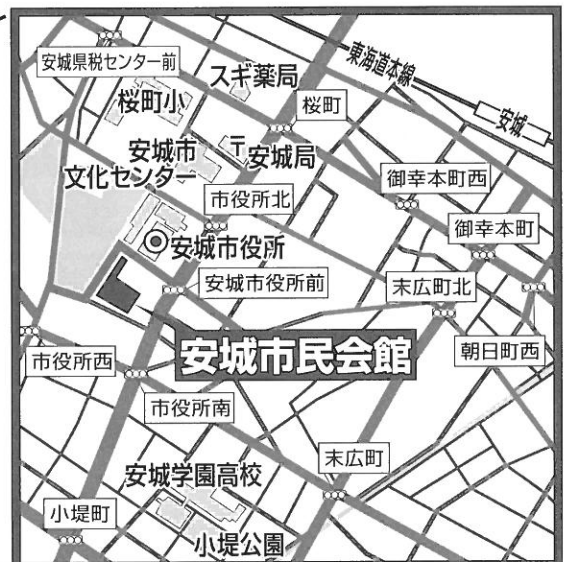 安城県税センター前
スギ薬局
東海道本線
安城
桜町小
桜町
安城市
文化センター
〒安城局
御幸本町西
市役所北
御幸本町
安城市役所
安城市役所前
末広町北
安城市民会館
朝日町西
市役所西
市役所南
安城学園高校
末広町
小堤町
小堤公園